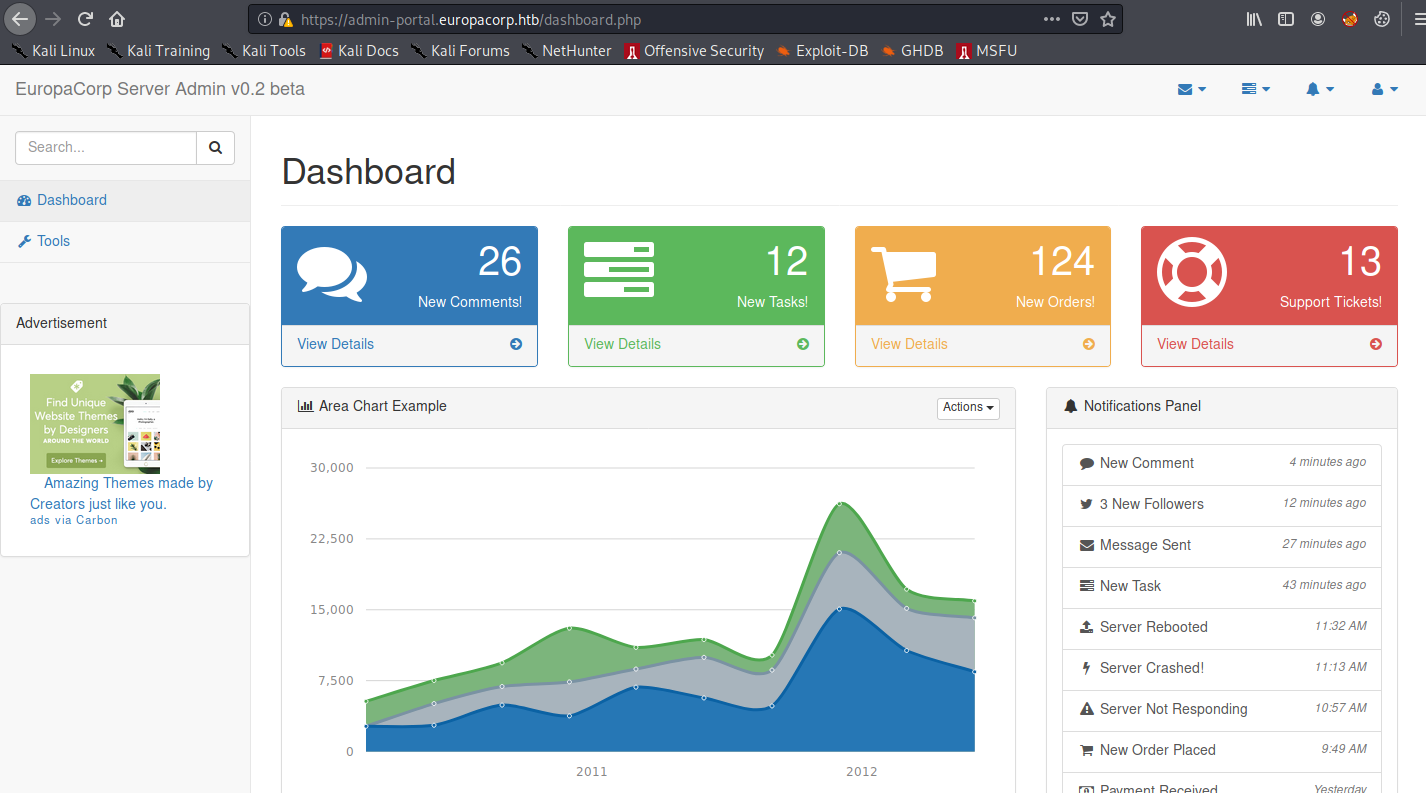 https://admin-portal.europacorp.htb/dashboard.php
Kali Linux Kali Training Kali Tools Kali Docs Kali Forums NetHunter Offensive Security Exploit-DB GHDB MSFU
EuropaCorp Server Admin v0.2 beta
Search...
Dashboard
Tools
Advertisement
Find Unique
Website Themes
by Designers
AROUND THE WORLD
Explore Themes
Amazing Themes made by
Creators just like you.
ads via Carbon
Dashboard
26
New Comments!
View Details
12
New Tasks!
View Details
124
New Orders!
View Details
13
Support Tickets!
View Details
Area Chart Example Actions
30,000
22,500
15,000
7,500
0
2011 2012
Notifications Panel
New Comment 4 minutes ago
3 New Followers 12 minutes ago
Message Sent 27 minutes ago
New Task 43 minutes ago
Server Rebooted 11:32 AM
Server Crashed! 11:13 AM
Server Not Responding 10:57 AM
New Order Placed 9:49 AM
Payment Received Yesterday